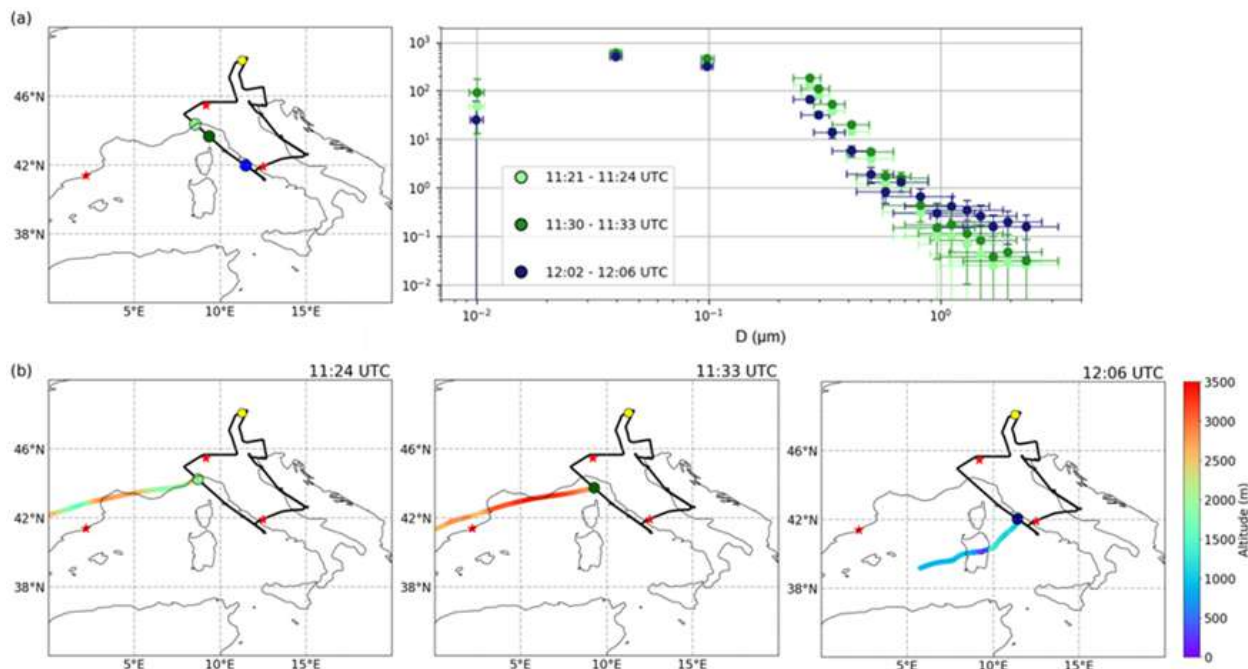 (a)
46°N
42°N
38°N
5°E 10°E 15°E
10³
10²
10¹
10⁰
10⁻¹
10⁻²
11:21 - 11:24 UTC
11:30 - 11:33 UTC
12:02 - 12:06 UTC
10⁻² 10⁻¹ 10⁰
D (μm)
(b)
11:24 UTC
46°N
42°N
38°N
5°E 10°E 15°E
11:33 UTC
46°N
42°N
38°N
5°E 10°E 15°E
12:06 UTC
46°N
42°N
38°N
5°E 10°E 15°E
3500
3000
2500
2000
1500
1000
500
0
Altitude (m)